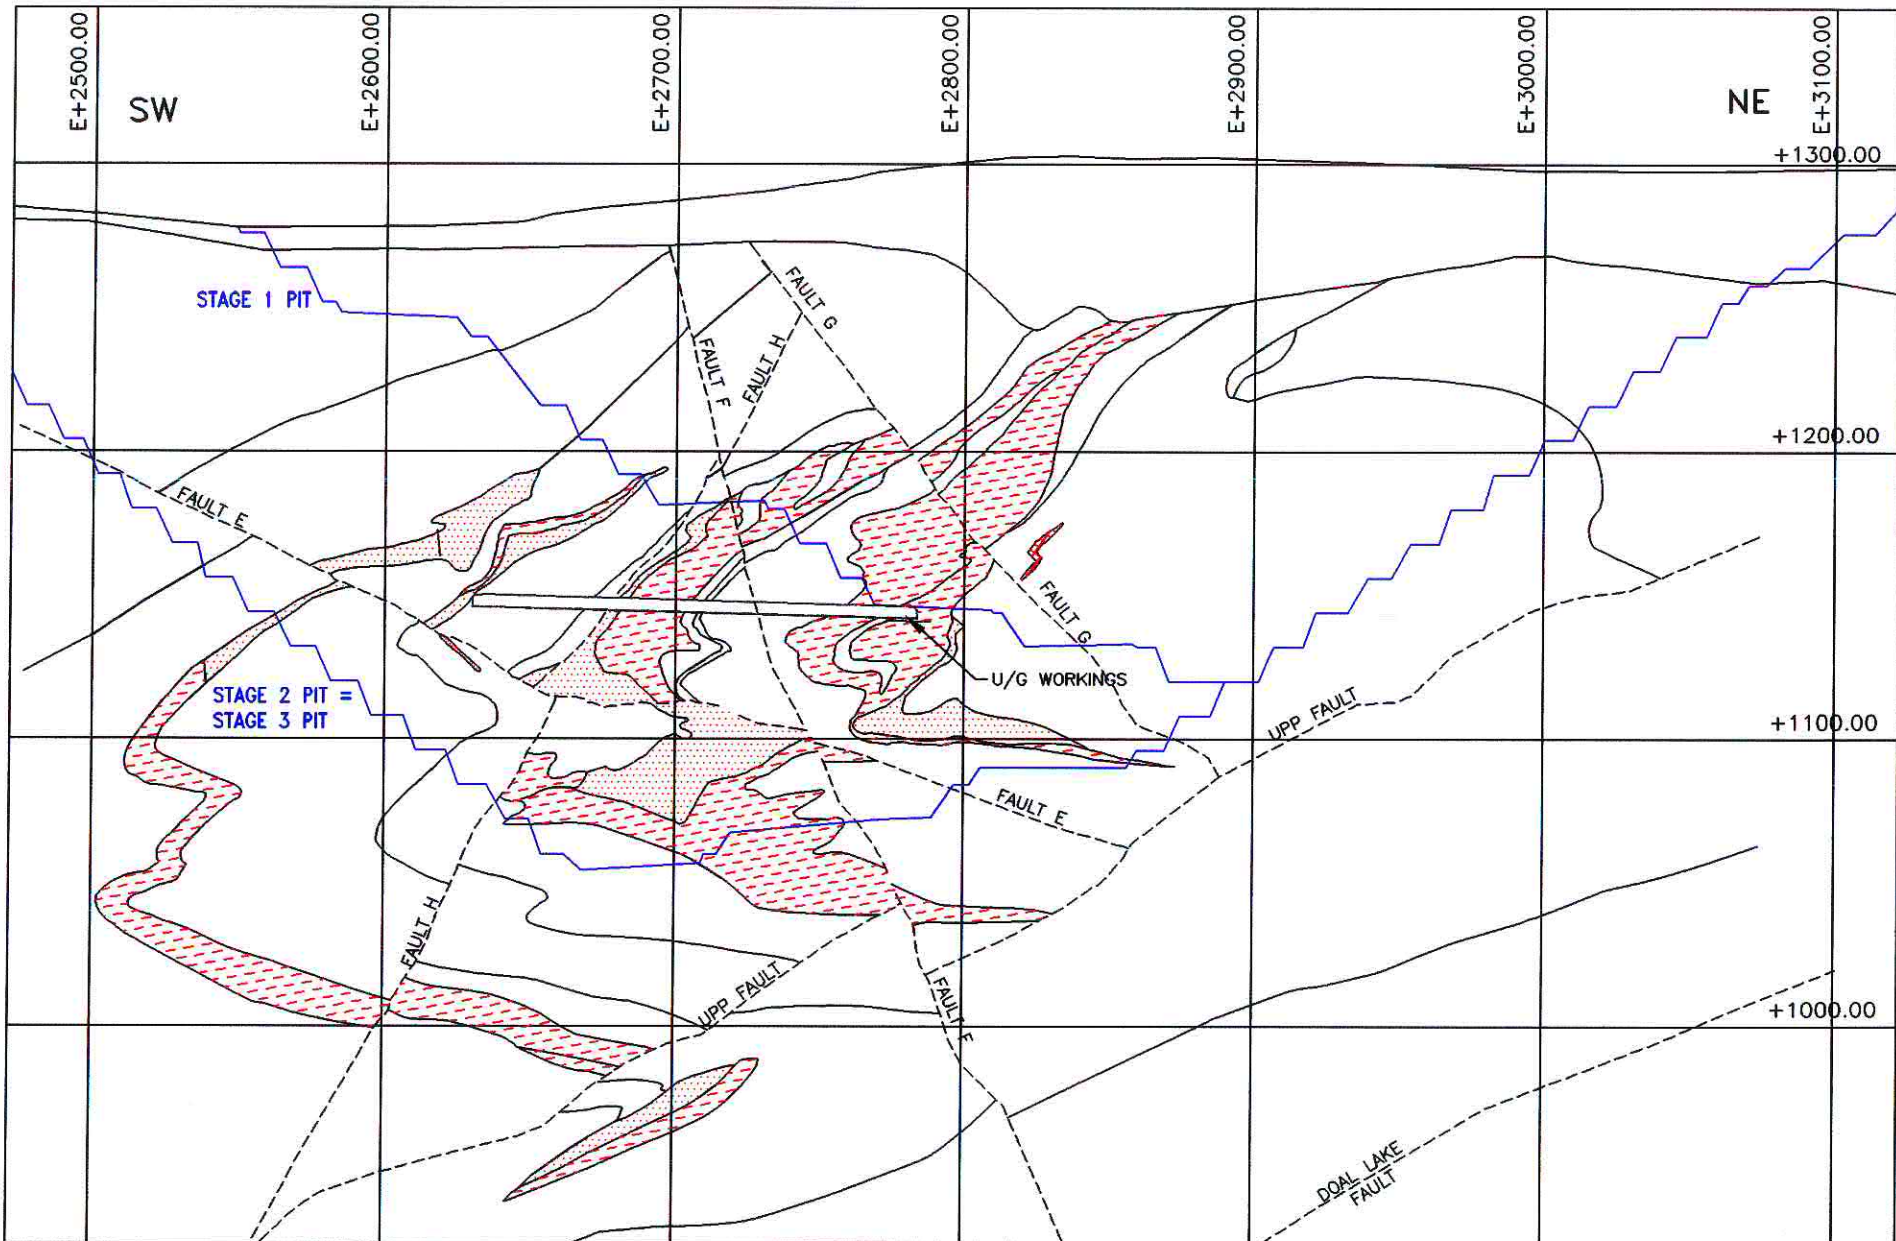 E+2500.00
E+2600.00
E+2700.00
E+2800.00
E+2900.00
E+3000.00
E+3100.00
SW
NE
+1300.00
FAULT G
STAGE 1 PIT
FAULT H
FAULT F
+1200.00
FAULT E
FAULT G
U/G WORKINGS
STAGE 2 PIT =
STAGE 3 PIT
UPP FAULT
+1100.00
FAULT E
FAULT H
UPP FAULT
FAULT F
+1000.00
DOAL LAKE
FAULT